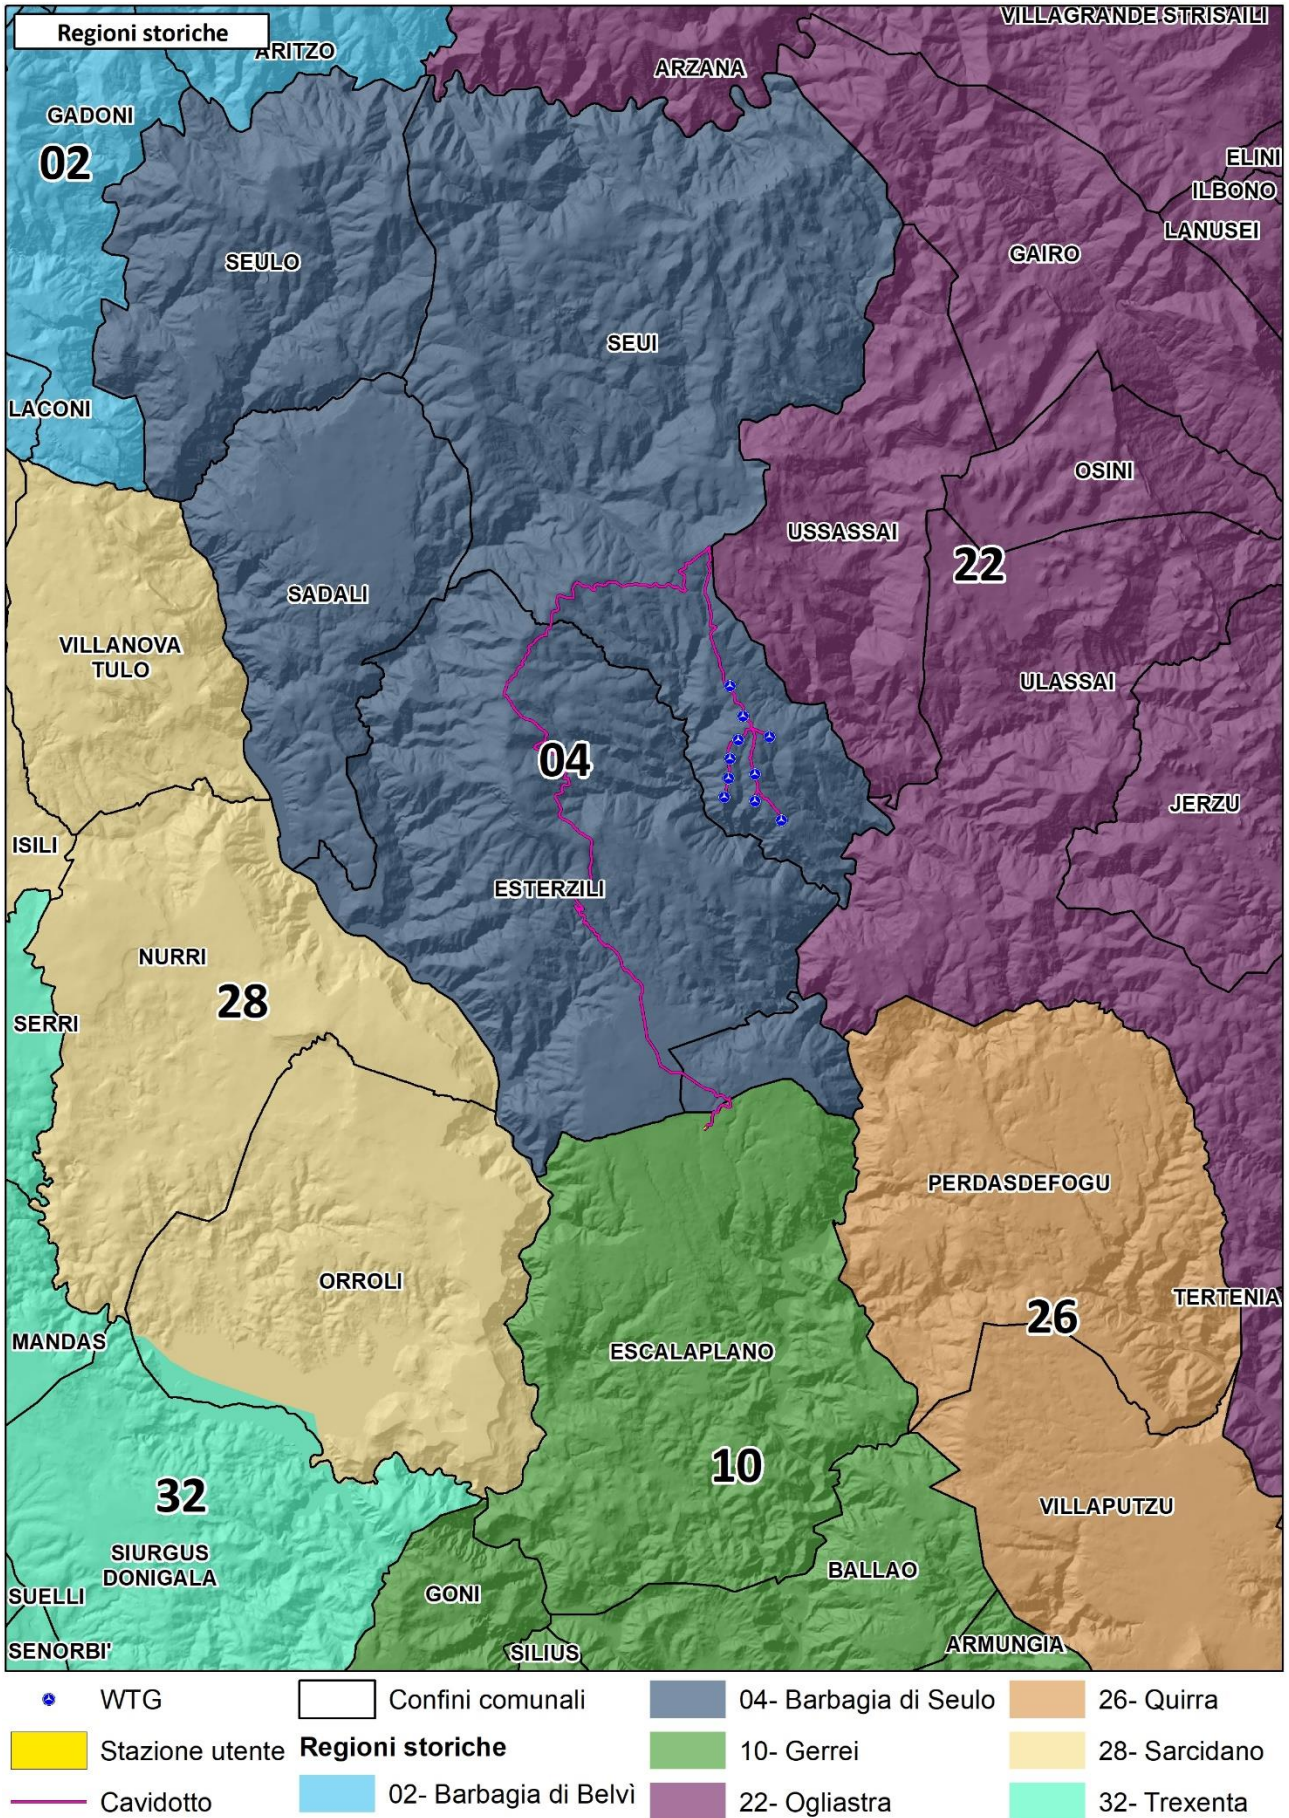 Regioni storiche
VILLAGRANDE STRISAILI
ARITZO
ARZANA
GADONI
02
ELINI
ILBONO
LANUSEI
GAIRO
SEULO
SEUI
LACONI
OSINI
USSASSAI
22
SADALI
VILLANOVA
TULO
ULASSAI
04
JERZU
ISILI
ESTERZILI
NURRI
28
SERRI
PERDASDEFOGU
ORROLI
TERTENIA
26
MANDAS
ESCALAPLANO
10
32
VILLAPUTZU
SIURGUS
DONIGALA
BALLAO
SUELLI
GONI
ARMUNGIA
SENORBI'
SILIUS
WTG
Stazione utente
Cavidotto
Confini comunali
Regioni storiche
02- Barbagia di Belvì
04- Barbagia di Seulo
10- Gerrei
22- Ogliastra
26- Quirra
28- Sarcidano
32- Trexenta